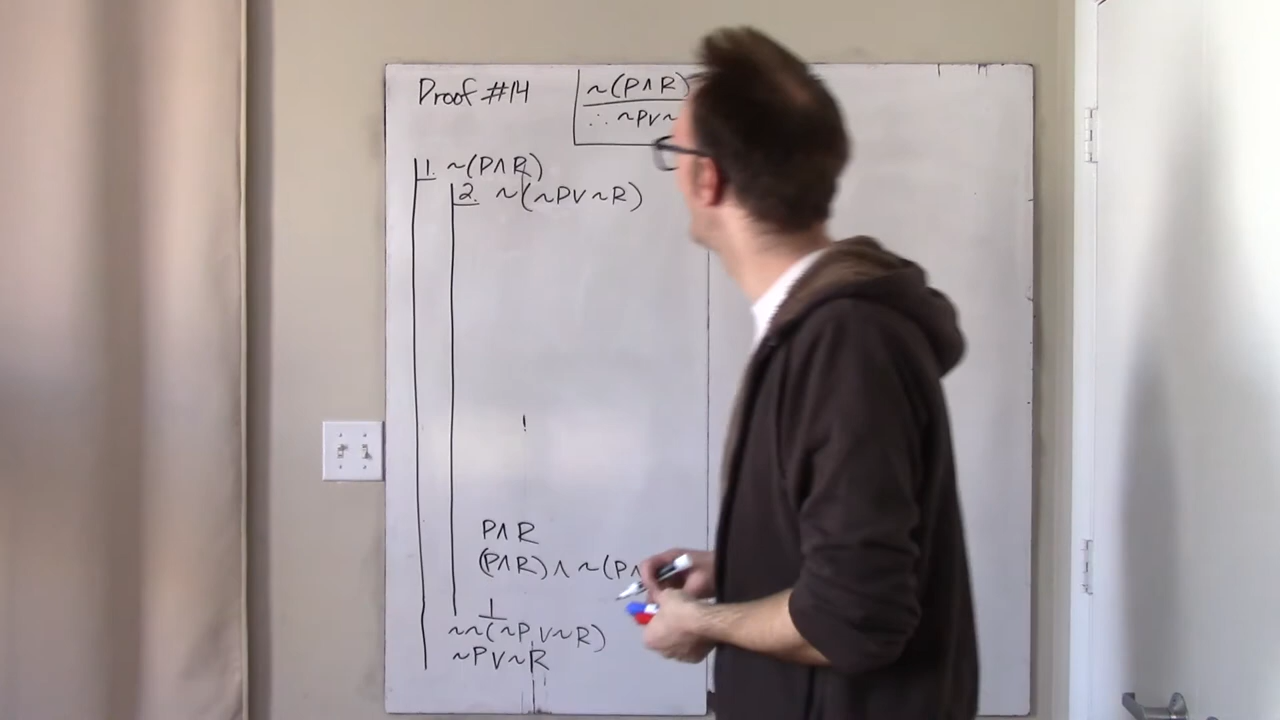 Proof #14
~(P∧R)
∴ ~P∨~
1. ~(P∧R)
2. ~(~P∨~R)
P∧R
(P∧R)∧~(P∧
⊥
~~(~P∨~R)
~P∨~R